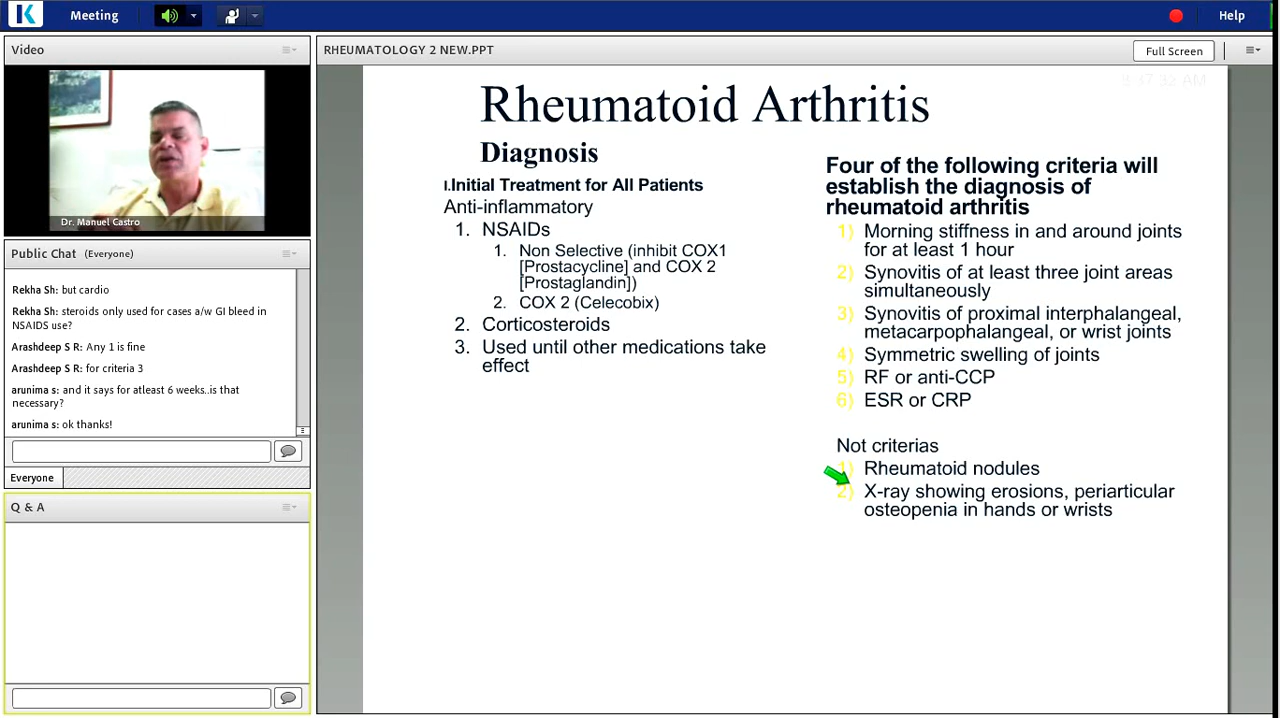 K Meeting Help
Video
Dr. Manuel Castro
Public Chat (Everyone)
Rekha Sh: but cardio
Rekha Sh: steroids only used for cases a/w GI bleed in
NSAIDS use?
Arashdeep S R: Any 1 is fine
Arashdeep S R: for criteria 3
arunima s: and it says for atleast 6 weeks..is that
necessary?
arunima s: ok thanks!
Everyone
Q & A
RHEUMATOLOGY 2 NEW.PPT
Full Screen
Rheumatoid Arthritis
Diagnosis
I.Initial Treatment for All Patients
Anti-inflammatory
1. NSAIDs
1. Non Selective (inhibit COX1
[Prostacycline] and COX 2
[Prostaglandin])
2. COX 2 (Celecobix)
2. Corticosteroids
3. Used until other medications take
effect
Four of the following criteria will
establish the diagnosis of
rheumatoid arthritis
1) Morning stiffness in and around joints
for at least 1 hour
2) Synovitis of at least three joint areas
simultaneously
3) Synovitis of proximal interphalangeal,
metacarpophalangeal, or wrist joints
4) Symmetric swelling of joints
5) RF or anti-CCP
6) ESR or CRP
Not criterias
1) Rheumatoid nodules
2) X-ray showing erosions, periarticular
osteopenia in hands or wrists